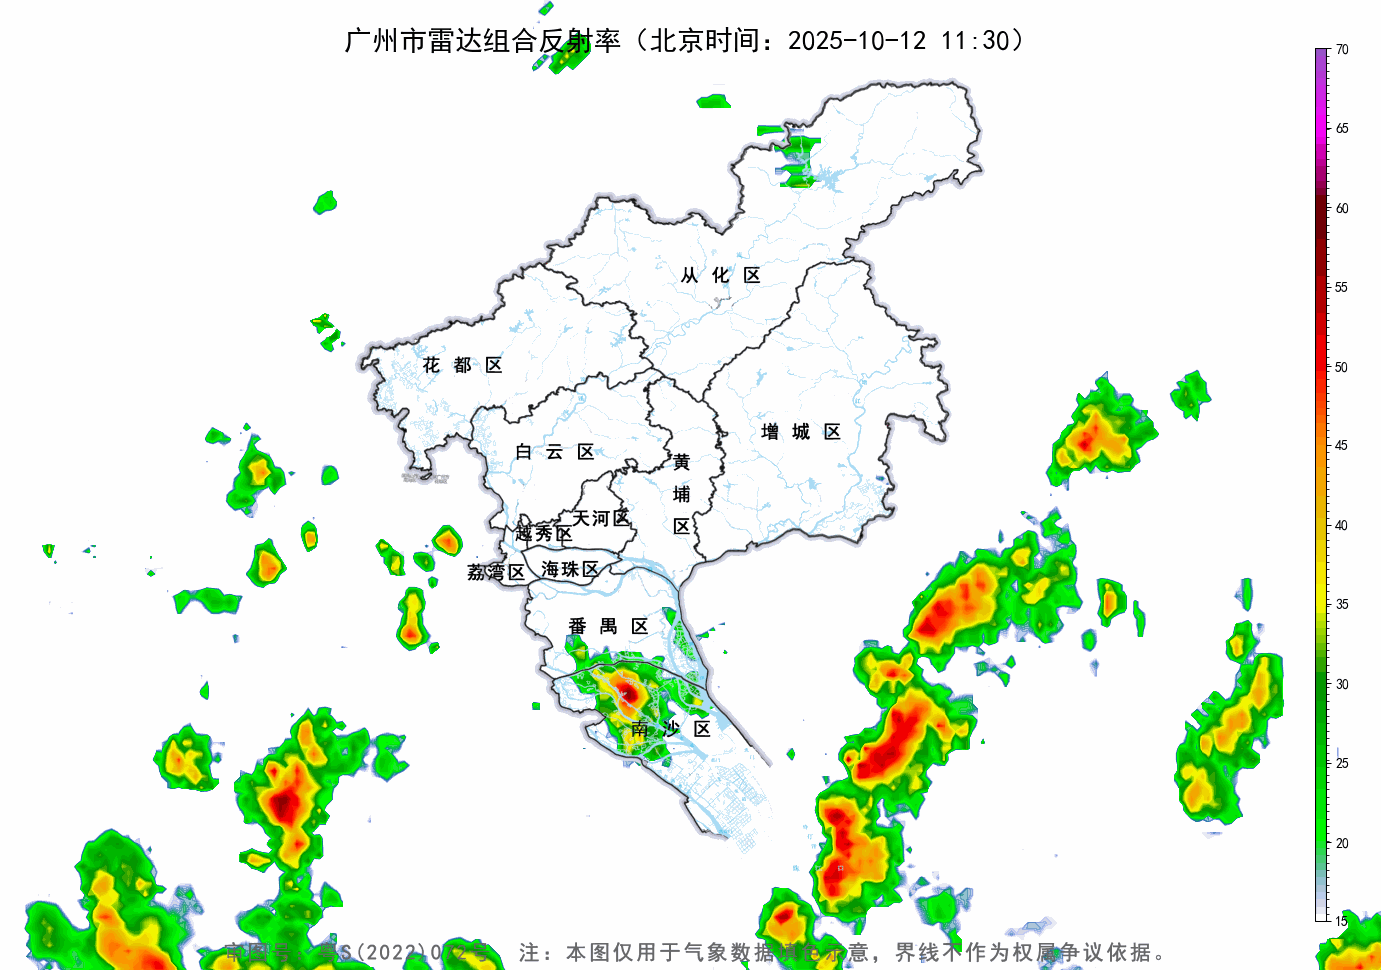 广州市雷达组合反射率（北京时间：2025-10-12 11:30）
70
65
60
55
50
45
40
35
30
25
20
15
从 化 区
花 都 区
增 城 区
白 云 区
黄
埔
区
天河区
越秀区
荔湾区
海珠区
番 禺 区
南 沙 区
审图号：粤S(2022)072号 注：本图仅用于气象数据填色示意，界线不作为权属争议依据。